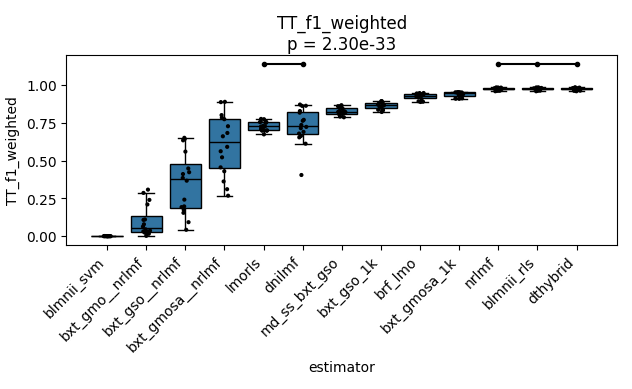 TT_f1_weighted
p = 2.30e-33
TT_f1_weighted
1.00
0.75
0.50
0.25
0.00
blmnii_svm
bxt_gmo__nrlmf
bxt_gso__nrlmf
bxt_gmosa__nrlmf
lmorls
dnilmf
md_ss_bxt_gso
bxt_gso_1k
brf_lmo
bxt_gmosa_1k
nrlmf
blmnii_rls
dthybrid
estimator